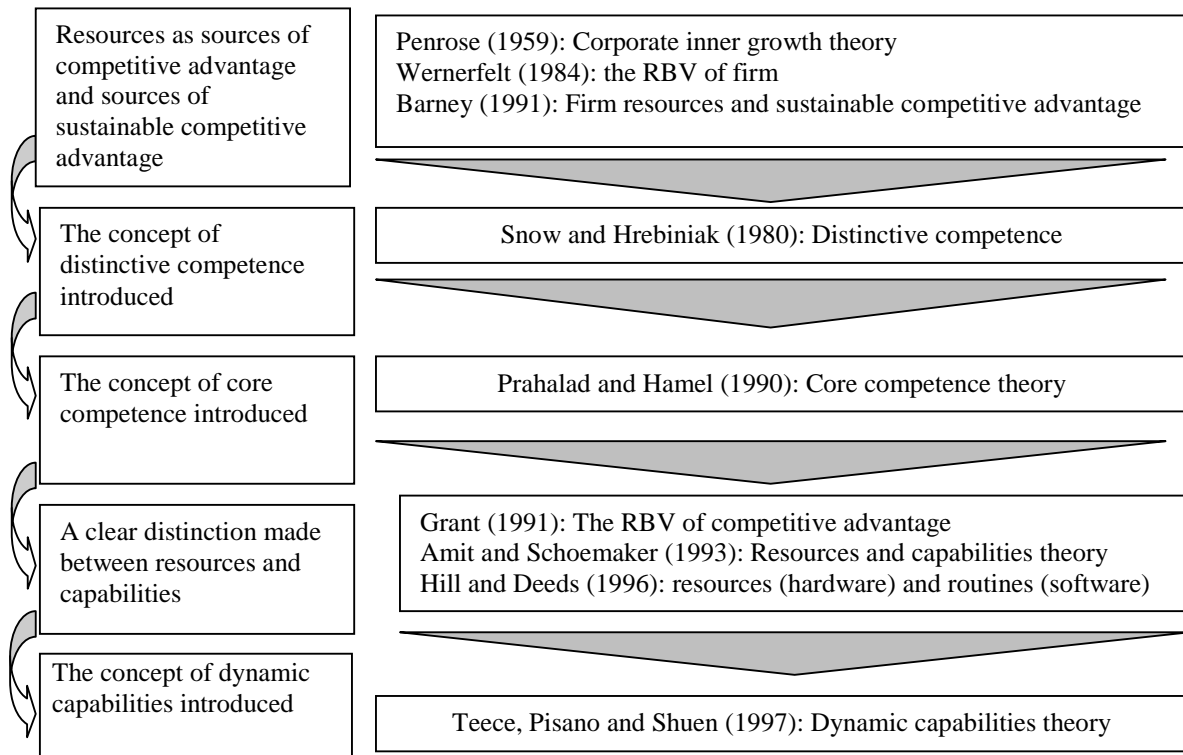 Resources as sources of
competitive advantage
and sources of
sustainable competitive
advantage
Penrose (1959): Corporate inner growth theory
Wernerfelt (1984): the RBV of firm
Barney (1991): Firm resources and sustainable competitive advantage
The concept of
distinctive competence
introduced
Snow and Hrebiniak (1980): Distinctive competence
The concept of core
competence introduced
Prahalad and Hamel (1990): Core competence theory
A clear distinction made
between resources and
capabilities
Grant (1991): The RBV of competitive advantage
Amit and Schoemaker (1993): Resources and capabilities theory
Hill and Deeds (1996): resources (hardware) and routines (software)
The concept of dynamic
capabilities introduced
Teece, Pisano and Shuen (1997): Dynamic capabilities theory